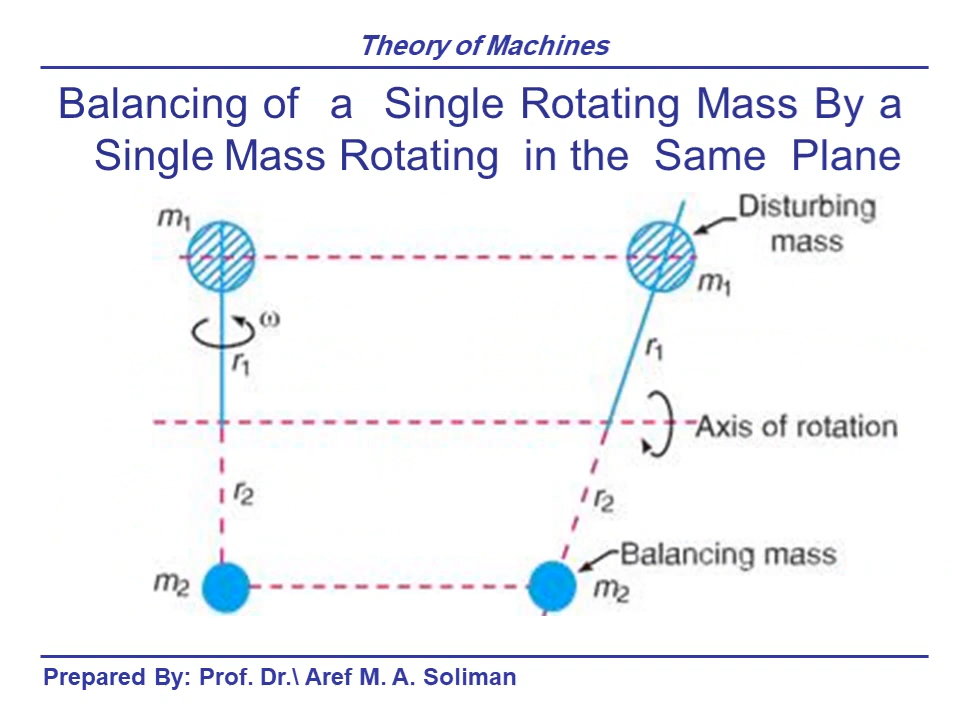 Theory of Machines
Balancing of a Single Rotating Mass By a
Single Mass Rotating in the Same Plane
m1
Disturbing
mass
m1
ω
r1
r1
Axis of rotation
r2
r2
Balancing mass
m2
m2
Prepared By: Prof. Dr.\ Aref M. A. Soliman